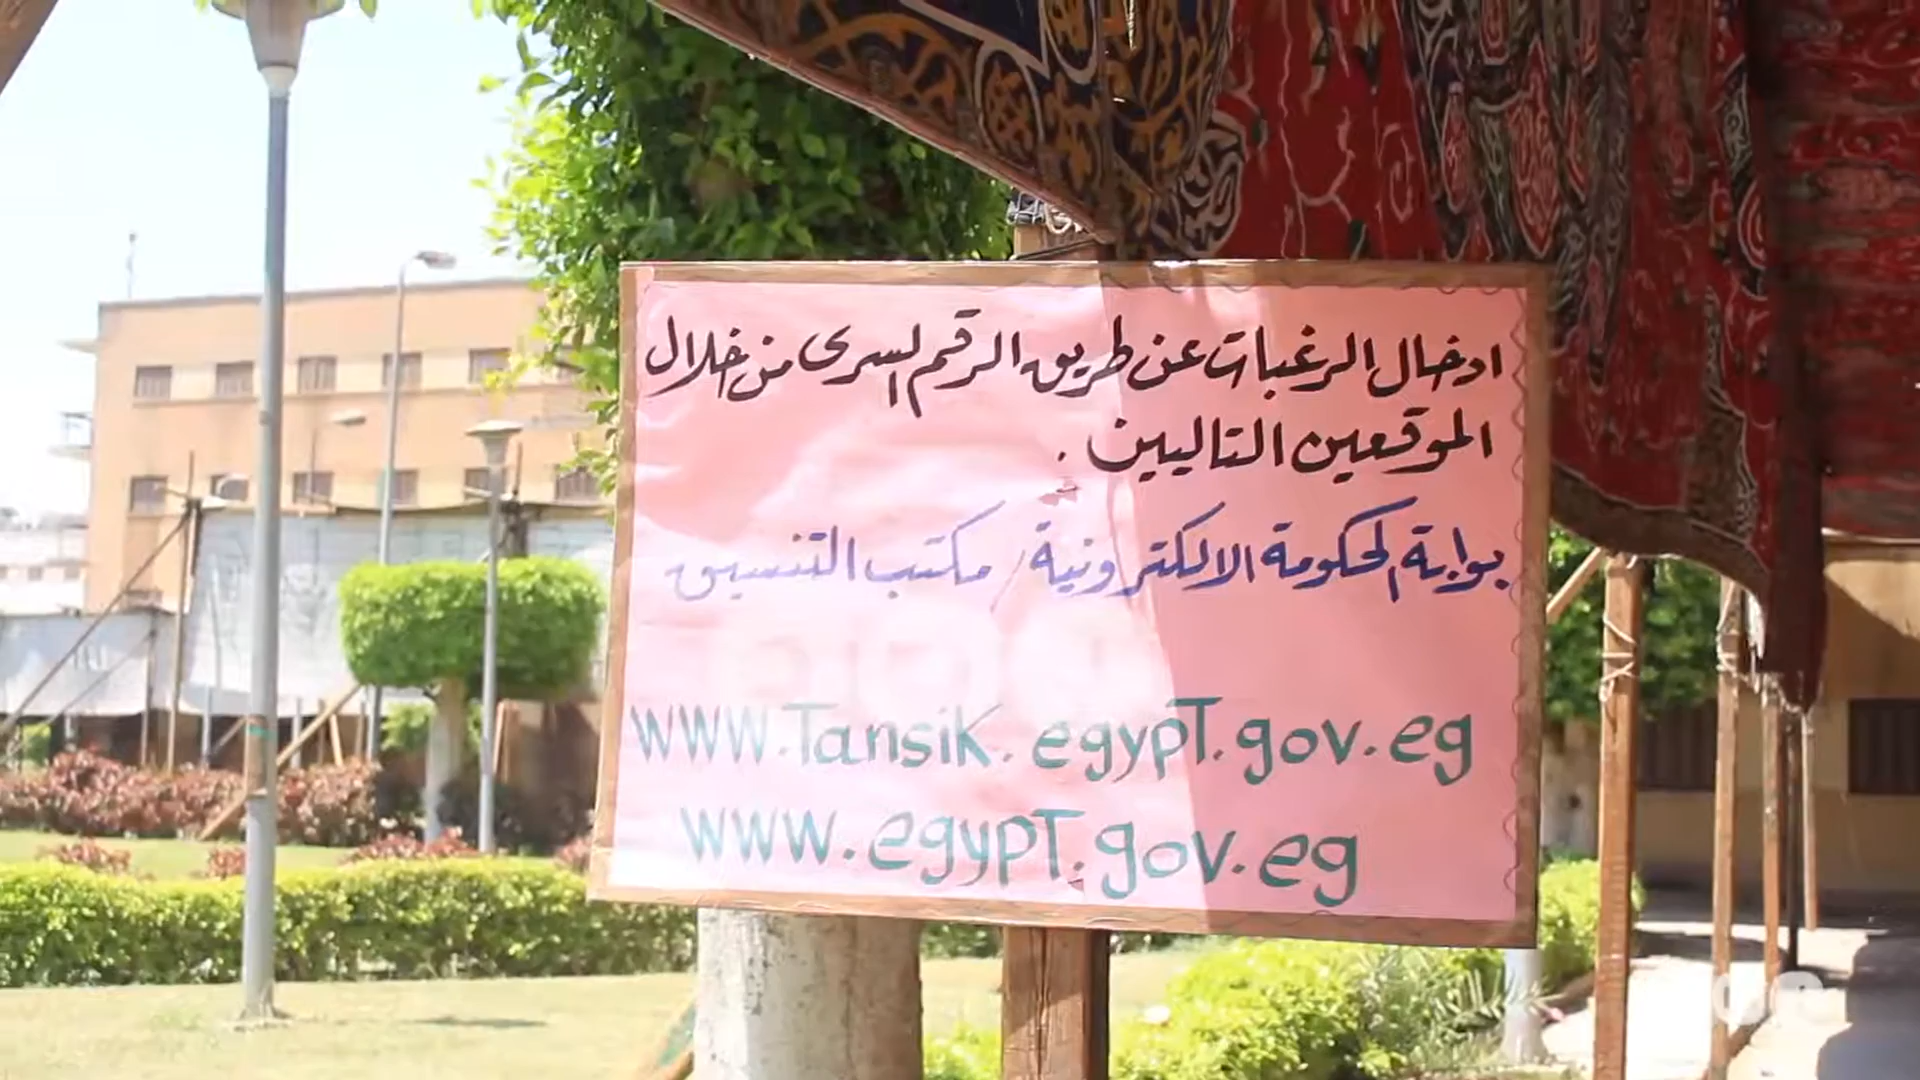 ادخال الرغبات عن طريق الرقم السرى من خلال
الموقعين التاليين .
بوابة الحكومة الالكترونية / مكتب التنسيق
www.Tansik.egypt.gov.eg
www.egypt.gov.eg